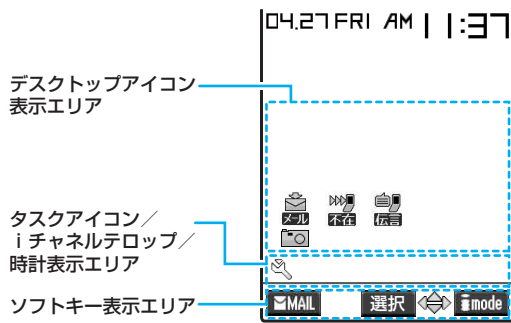 04.27 FRI AM 11:37
デスクトップアイコン
表示エリア
メール 不在 伝言
タスクアイコン／
ｉチャネルテロップ／
時計表示エリア
ソフトキー表示エリア
MAIL 選択 imode